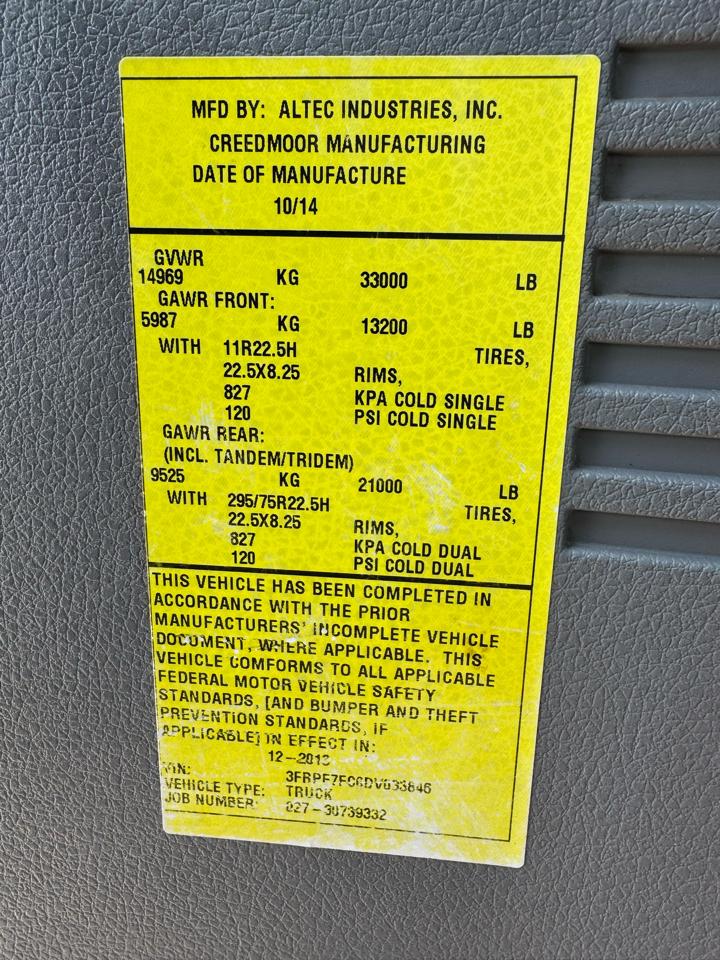 MFD BY: ALTEC INDUSTRIES, INC.
CREEDMOOR MANUFACTURING
DATE OF MANUFACTURE
10/14
GVWR
14969 KG 33000 LB
GAWR FRONT:
5987 KG 13200 LB
WITH 11R22.5H TIRES,
22.5X8.25 RIMS,
827 KPA COLD SINGLE
120 PSI COLD SINGLE
GAWR REAR:
(INCL. TANDEM/TRIDEM)
9525 KG 21000 LB
WITH 295/75R22.5H TIRES,
22.5X8.25 RIMS,
827 KPA COLD DUAL
120 PSI COLD DUAL
THIS VEHICLE HAS BEEN COMPLETED IN
ACCORDANCE WITH THE PRIOR
MANUFACTURERS' INCOMPLETE VEHICLE
DOCUMENT, WHERE APPLICABLE. THIS
VEHICLE COMFORMS TO ALL APPLICABLE
FEDERAL MOTOR VEHICLE SAFETY
STANDARDS, [AND BUMPER AND THEFT
PREVENTION STANDARDS, IF
APPLICABLE] IN EFFECT IN:
12-2013
VIN:
VEHICLE TYPE: TRUCK
JOB NUMBER: 027-30739332